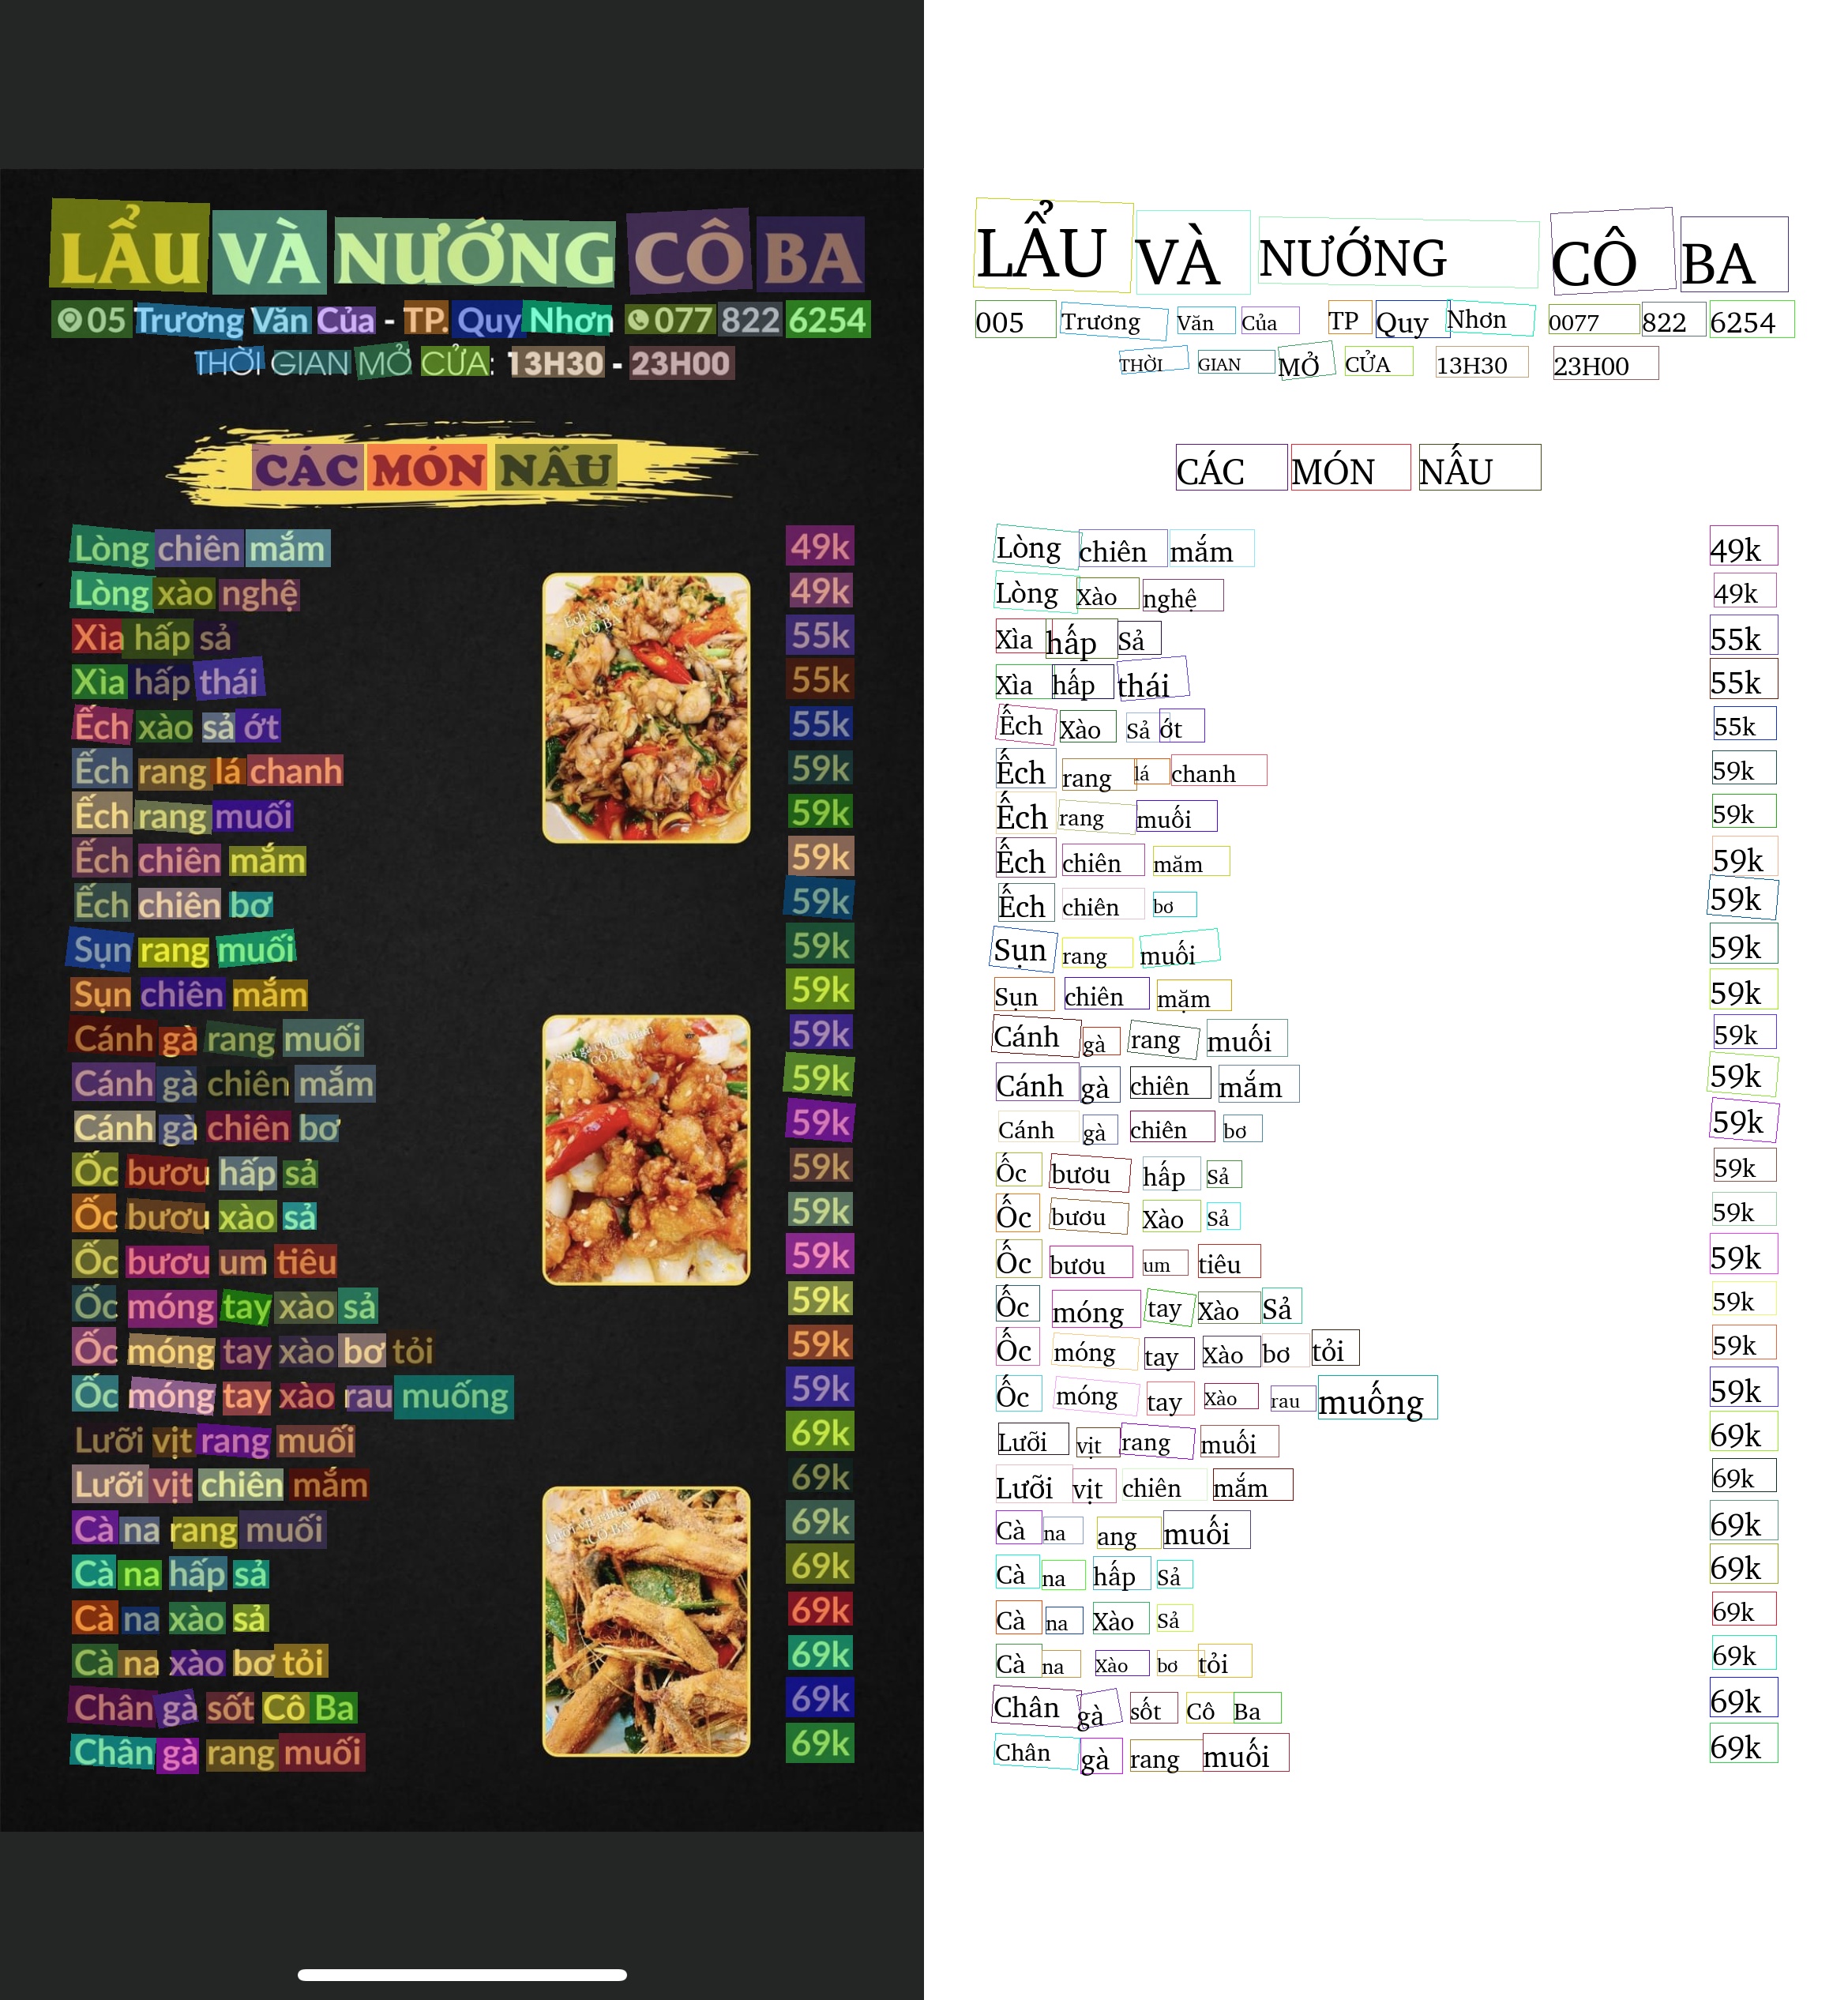 LẨU VÀ NƯỚNG CÔ BA
05 Trương Văn Của - TP. Quy Nhơn 077 822 6254
THỜI GIAN MỞ CỬA: 13H30 - 23H00
CÁC MÓN NẤU
Lòng chiên mắm 49k
Lòng xào nghệ 49k
Xìa hấp sả 55k
Xìa hấp thái 55k
Ếch xào sả ớt 55k
Ếch rang lá chanh 59k
Ếch rang muối 59k
Ếch chiên mắm 59k
Ếch chiên bơ 59k
Sụn rang muối 59k
Sụn chiên mắm 59k
Cánh gà rang muối 59k
Cánh gà chiên mắm 59k
Cánh gà chiên bơ 59k
Ốc bươu hấp sả 59k
Ốc bươu xào sả 59k
Ốc bươu um tiêu 59k
Ốc móng tay xào sả 59k
Ốc móng tay xào bơ tỏi 59k
Ốc móng tay xào rau muống 59k
Lưỡi vịt rang muối 69k
Lưỡi vịt chiên mắm 69k
Cà na rang muối 69k
Cà na hấp sả 69k
Cà na xào sả 69k
Cà na xào bơ tỏi 69k
Chân gà sốt Cô Ba 69k
Chân gà rang muối 69k
LẨU VÀ NƯỚNG CÔ BA
005 Trương Văn Của TP Quy Nhơn 0077 822 6254
THỜI GIAN MỞ CỬA 13H30 23H00
CÁC MÓN NẤU
Lòng chiên mắm 49k
Lòng Xào nghệ 49k
Xìa hấp Sả 55k
Xìa hấp thái 55k
Ếch Xào Sả ớt 55k
Ếch rang lá chanh 59k
Ếch rang muối 59k
Ếch chiên măm 59k
Ếch chiên bơ 59k
Sụn rang muối 59k
Sụn chiên mặm 59k
Cánh gà rang muối 59k
Cánh gà chiên mắm 59k
Cánh gà chiên bơ 59k
Ốc bươu hấp Sả 59k
Ốc bươu Xào Sả 59k
Ốc bươu um tiêu 59k
Ốc móng tay Xào Sả 59k
Ốc móng tay Xào bơ tỏi 59k
Ốc móng tay Xào rau muống 59k
Lưỡi vịt rang muối 69k
Lưỡi vịt chiên mắm 69k
Cà na ang muối 69k
Cà na hấp Sả 69k
Cà na Xào Sả 69k
Cà na Xào bơ tỏi 69k
Chân gà sốt Cô Ba 69k
Chân gà rang muối 69k